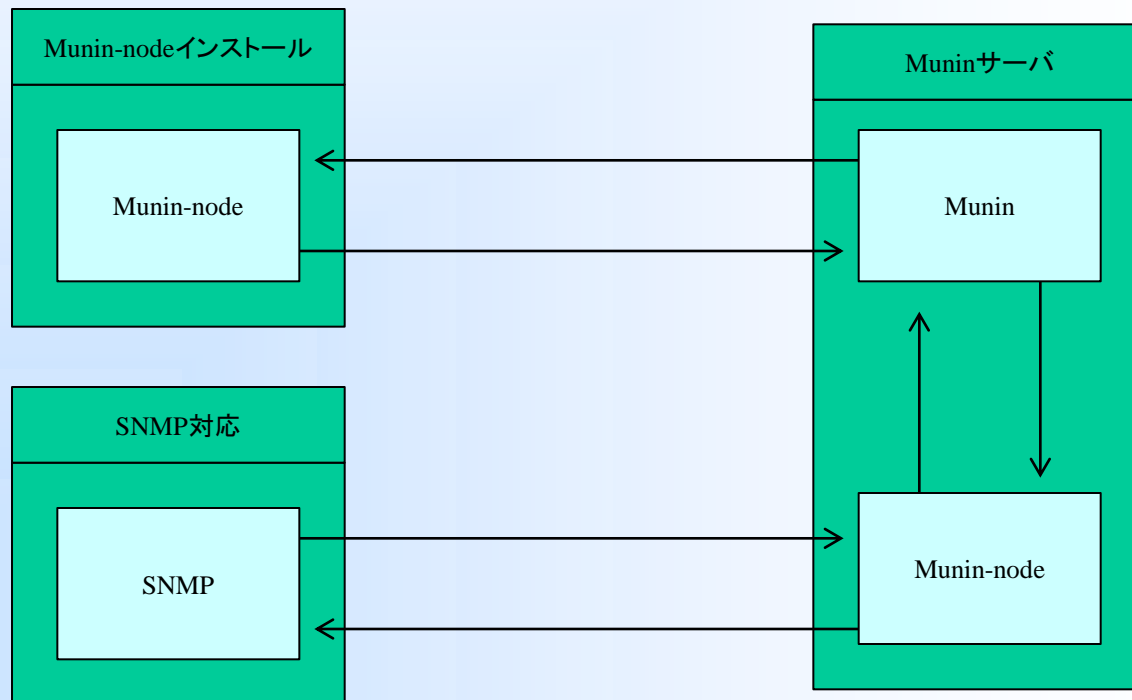 Munin-nodeインストール
Munin-node
Muninサーバ
Munin
SNMP対応
SNMP
Munin-node